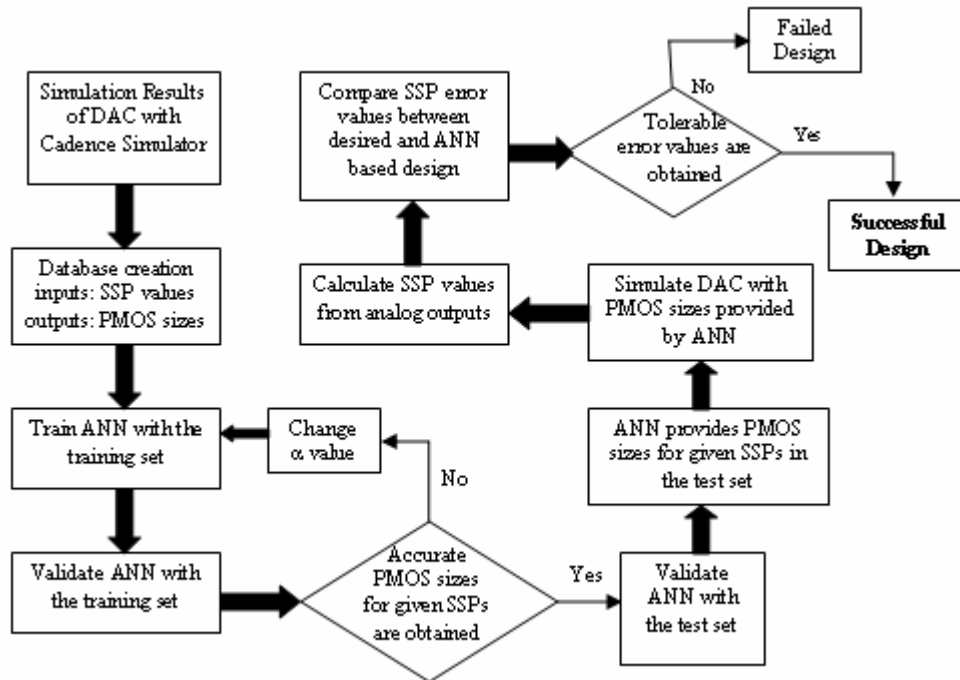 Simulation Results
of DAC with
Cadence Simulator
Database creation
inputs: SSP values
outputs: PMOS sizes
Train ANN with the
training set
Change
α value
No
Validate ANN with
the training set
Accurate
PMOS sizes
for given SSPs
are obtained
Yes
Validate
ANN with
the test set
ANN provides PMOS
sizes for given SSPs in
the test set
Simulate DAC with
PMOS sizes provided
by ANN
Calculate SSP values
from analog outputs
Compare SSP error
values between
desired and ANN
based design
Tolerable
error values are
obtained
No
Failed
Design
Yes
Successful
Design